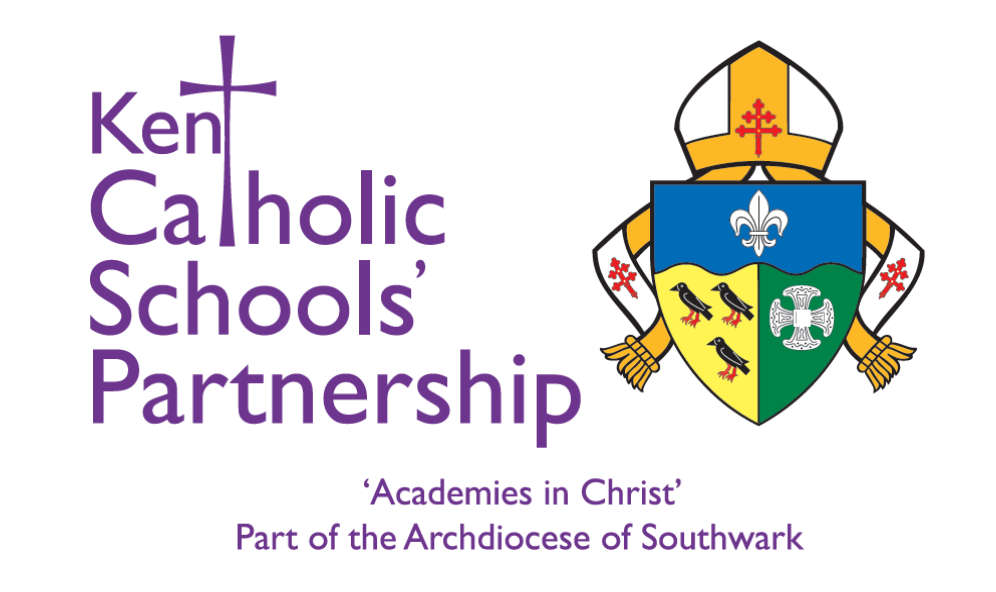 Kent
Catholic
Schools’
Partnership
‘Academies in Christ’
Part of the Archdiocese of Southwark